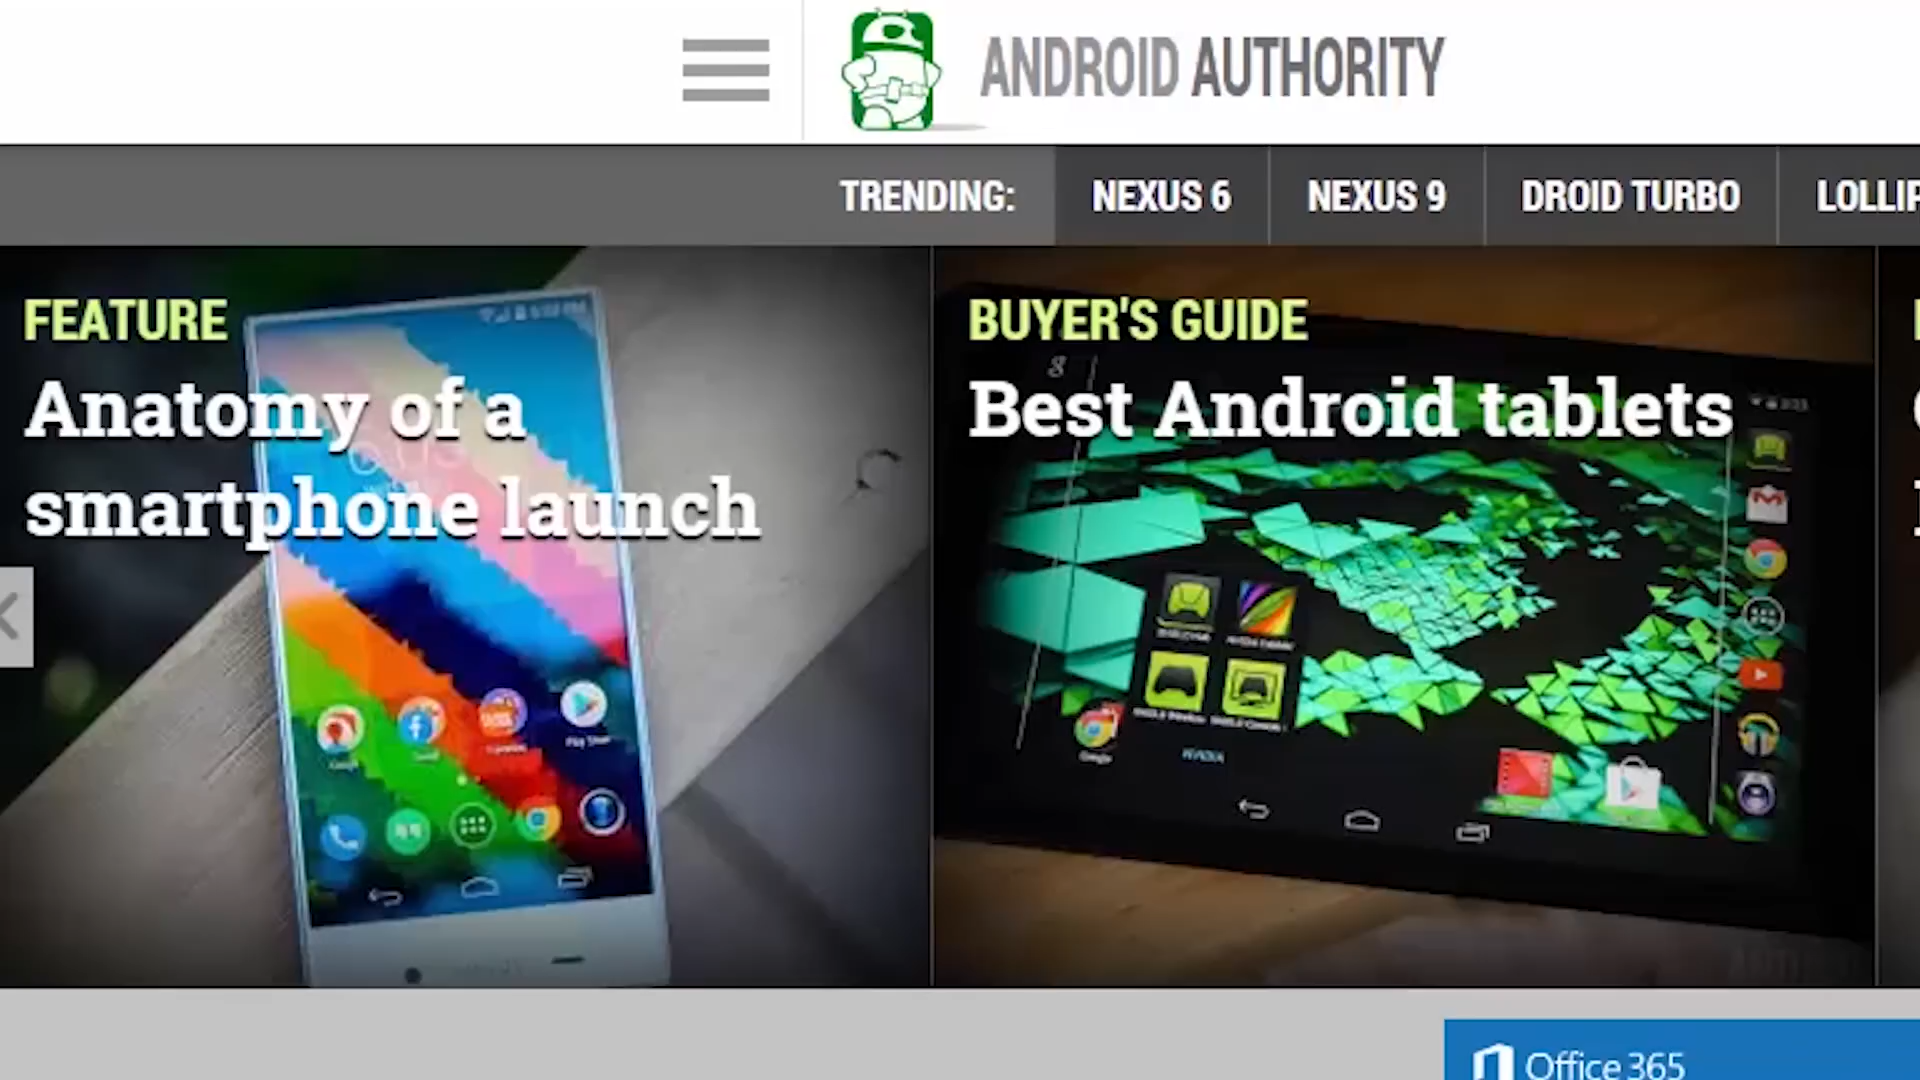 ANDROID AUTHORITY
TRENDING: NEXUS 6 NEXUS 9 DROID TURBO
FEATURE
Anatomy of a
smartphone launch
BUYER'S GUIDE
Best Android tablets
Office 365